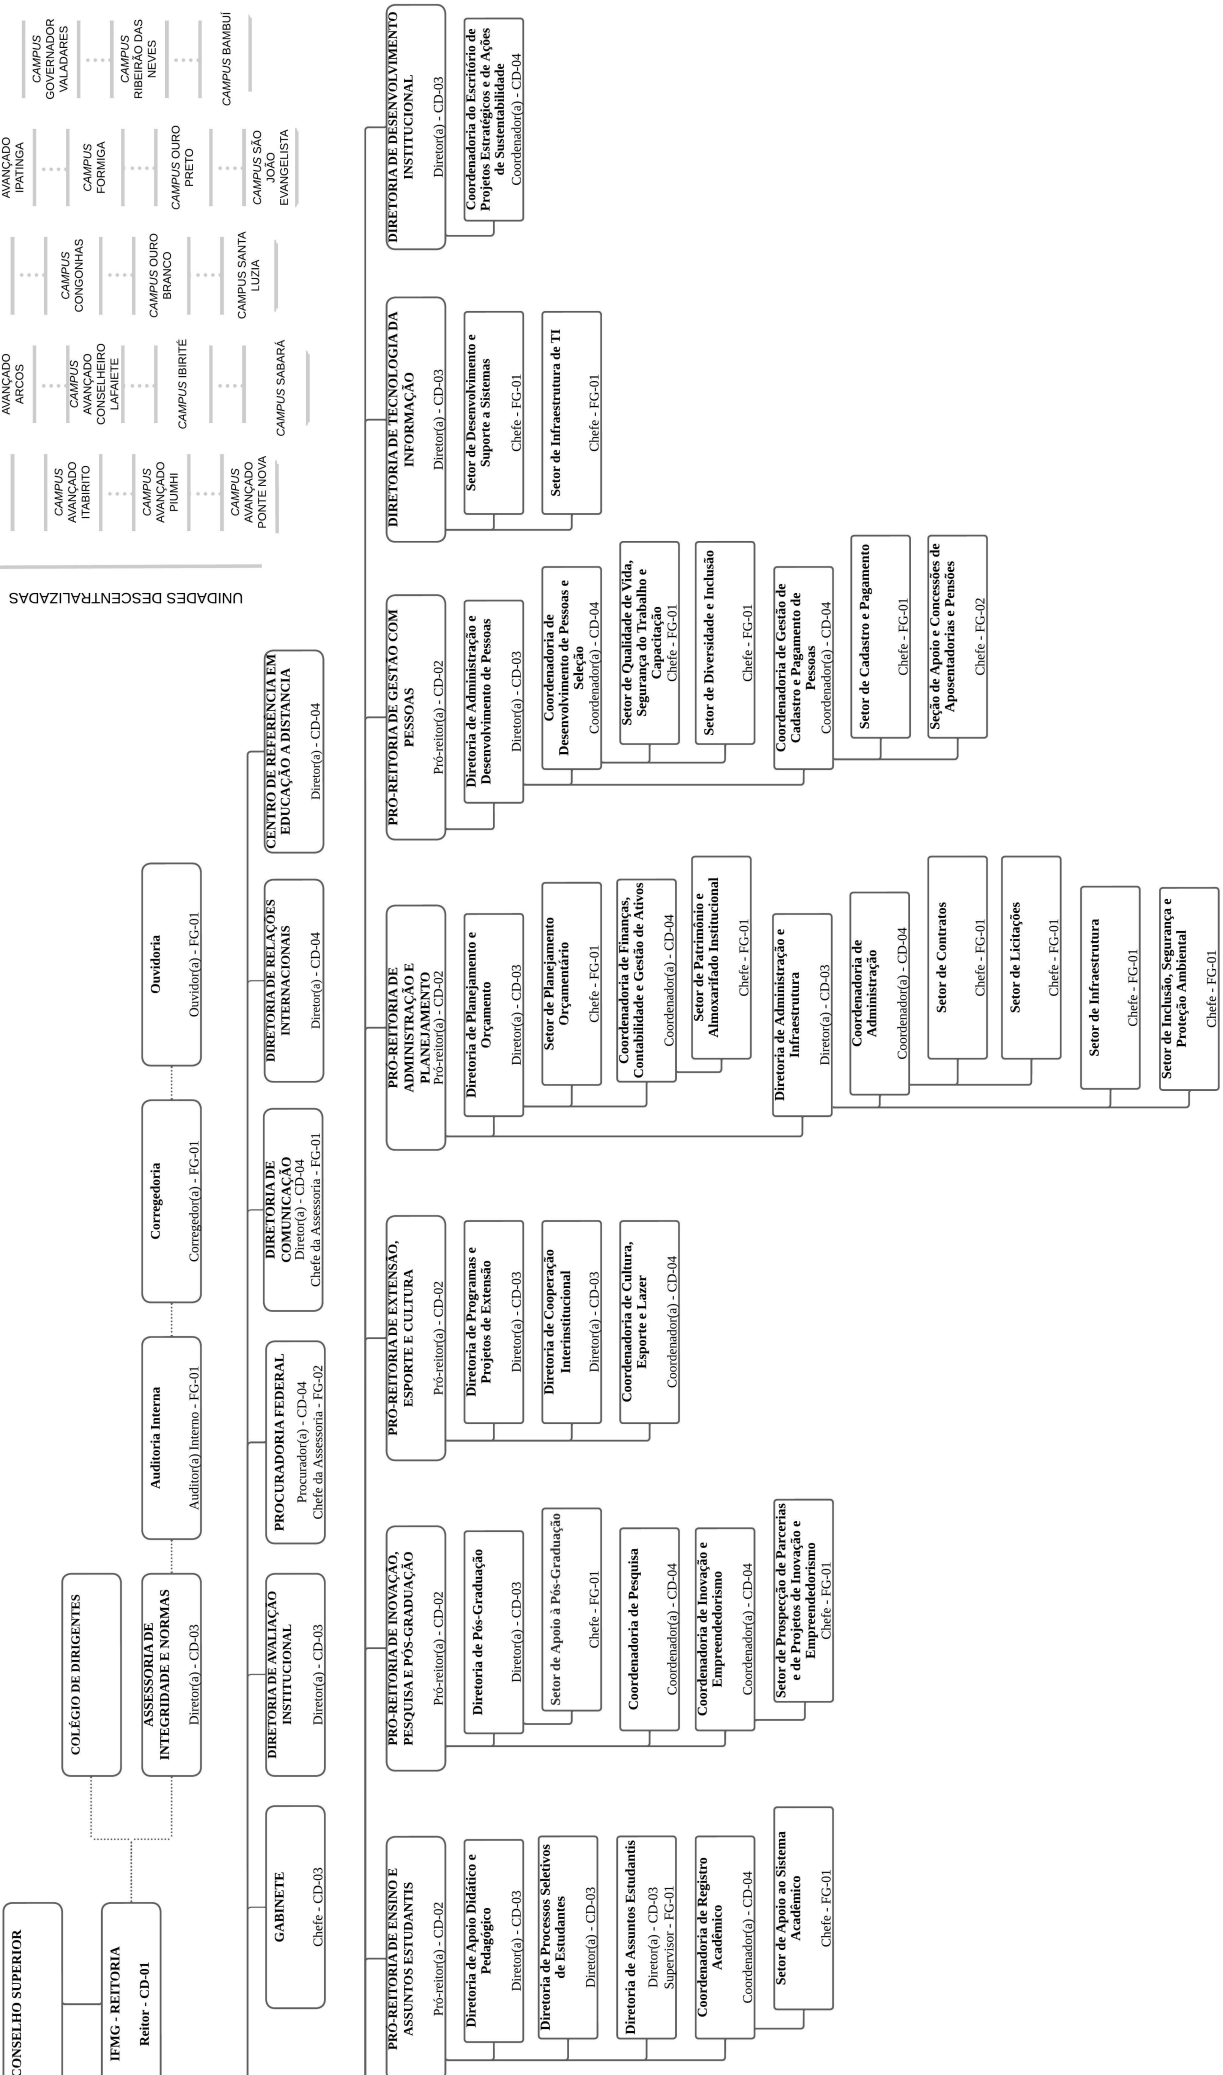 CONSELHO SUPERIOR
IFMG - REITORIA
Reitor - CD-01
COLÉGIO DE DIRIGENTES
ASSESSORIA DE
INTEGRIDADE E NORMAS
Diretor(a) - CD-03
Auditoria Interna
Auditor(a) Interno - FG-01
Corregedoria
Corregedor(a) - FG-01
Ouvidoria
Ouvidor(a) - FG-01
UNIDADES DESCENTRALIZADAS
CAMPUS
AVANÇADO
ITABIRITO
CAMPUS
AVANÇADO
PIUMHI
CAMPUS
AVANÇADO
PONTE NOVA
AVANÇADO
ARCOS
CAMPUS
AVANÇADO
CONSELHEIRO
LAFAIETE
CAMPUS IBIRITÉ
CAMPUS SABARÁ
CAMPUS
CONGONHAS
CAMPUS OURO
BRANCO
CAMPUS SANTA
LUZIA
AVANÇADO
IPATINGA
CAMPUS
FORMIGA
CAMPUS OURO
PRETO
CAMPUS SÃO
JOÃO
EVANGELISTA
CAMPUS
GOVERNADOR
VALADARES
CAMPUS
RIBEIRÃO DAS
NEVES
CAMPUS BAMBUÍ
GABINETE
Chefe - CD-03
DIRETORIA DE AVALIAÇÃO
INSTITUCIONAL
Diretor(a) - CD-03
PROCURADORIA FEDERAL
Procurador(a) - CD-04
Chefe da Assessoria - FG-02
DIRETORIA DE
COMUNICAÇÃO
Diretor(a) - CD-04
Chefe da Assessoria - FG-01
DIRETORIA DE RELAÇÕES
INTERNACIONAIS
Diretor(a) - CD-04
CENTRO DE REFERÊNCIA EM
EDUCAÇÃO A DISTANCIA
Diretor(a) - CD-04
PRÓ-REITORIA DE ENSINO E
ASSUNTOS ESTUDANTIS
Pró-reitor(a) - CD-02
Diretoria de Apoio Didático e
Pedagógico
Diretor(a) - CD-03
Diretoria de Processos Seletivos
de Estudantes
Diretor(a) - CD-03
Diretoria de Assuntos Estudantis
Diretor(a) - CD-03
Supervisor - FG-01
Coordenadoria de Registro
Acadêmico
Coordenador(a) - CD-04
Setor de Apoio ao Sistema
Acadêmico
Chefe - FG-01
PRÓ-REITORIA DE INOVAÇÃO,
PESQUISA E PÓS-GRADUAÇÃO
Pró-reitor(a) - CD-02
Diretoria de Pós-Graduação
Diretor(a) - CD-03
Setor de Apoio à Pós-Graduação
Chefe - FG-01
Coordenadoria de Pesquisa
Coordenador(a) - CD-04
Coordenadoria de Inovação e
Empreendedorismo
Coordenador(a) - CD-04
Setor de Prospecção de Parcerias
e de Projetos de Inovação e
Empreendedorismo
Chefe - FG-01
PRÓ-REITORIA DE EXTENSÃO,
ESPORTE E CULTURA
Pró-reitor(a) - CD-02
Diretoria de Programas e
Projetos de Extensão
Diretor(a) - CD-03
Diretoria de Cooperação
Interinstitucional
Diretor(a) - CD-03
Coordenadoria de Cultura,
Esporte e Lazer
Coordenador(a) - CD-04
PRÓ-REITORIA DE
ADMINISTRAÇÃO E
PLANEJAMENTO
Pró-reitor(a) - CD-02
Diretoria de Planejamento e
Orçamento
Diretor(a) - CD-03
Setor de Planejamento
Orçamentário
Chefe - FG-01
Coordenadoria de Finanças,
Contabilidade e Gestão de Ativos
Coordenador(a) - CD-04
Setor de Patrimônio e
Almoxarifado Institucional
Chefe - FG-01
Diretoria de Administração e
Infraestrutura
Diretor(a) - CD-03
Coordenadoria de
Administração
Coordenador(a) - CD-04
Setor de Contratos
Chefe - FG-01
Setor de Licitações
Chefe - FG-01
Setor de Infraestrutura
Chefe - FG-01
Setor de Inclusão, Segurança e
Proteção Ambiental
Chefe - FG-01
PRÓ-REITORIA DE GESTÃO COM
PESSOAS
Pró-reitor(a) - CD-02
Diretoria de Administração e
Desenvolvimento de Pessoas
Diretor(a) - CD-03
Coordenadoria de
Desenvolvimento de Pessoas e
Seleção
Coordenador(a) - CD-04
Setor de Qualidade de Vida,
Segurança do Trabalho e
Capacitação
Chefe - FG-01
Setor de Diversidade e Inclusão
Chefe - FG-01
Coordenadoria de Gestão de
Cadastro e Pagamento de
Pessoas
Coordenador(a) - CD-04
Setor de Cadastro e Pagamento
Chefe - FG-01
Seção de Apoio e Concessões de
Aposentadorias e Pensões
Chefe - FG-02
DIRETORIA DE TECNOLOGIA DA
INFORMAÇÃO
Diretor(a) - CD-03
Setor de Desenvolvimento e
Suporte a Sistemas
Chefe - FG-01
Setor de Infraestrutura de TI
Chefe - FG-01
DIRETORIA DE DESENVOLVIMENTO
INSTITUCIONAL
Diretor(a) - CD-03
Coordenadoria do Escritório de
Projetos Estratégicos e de Ações
de Sustentabilidade
Coordenador(a) - CD-04